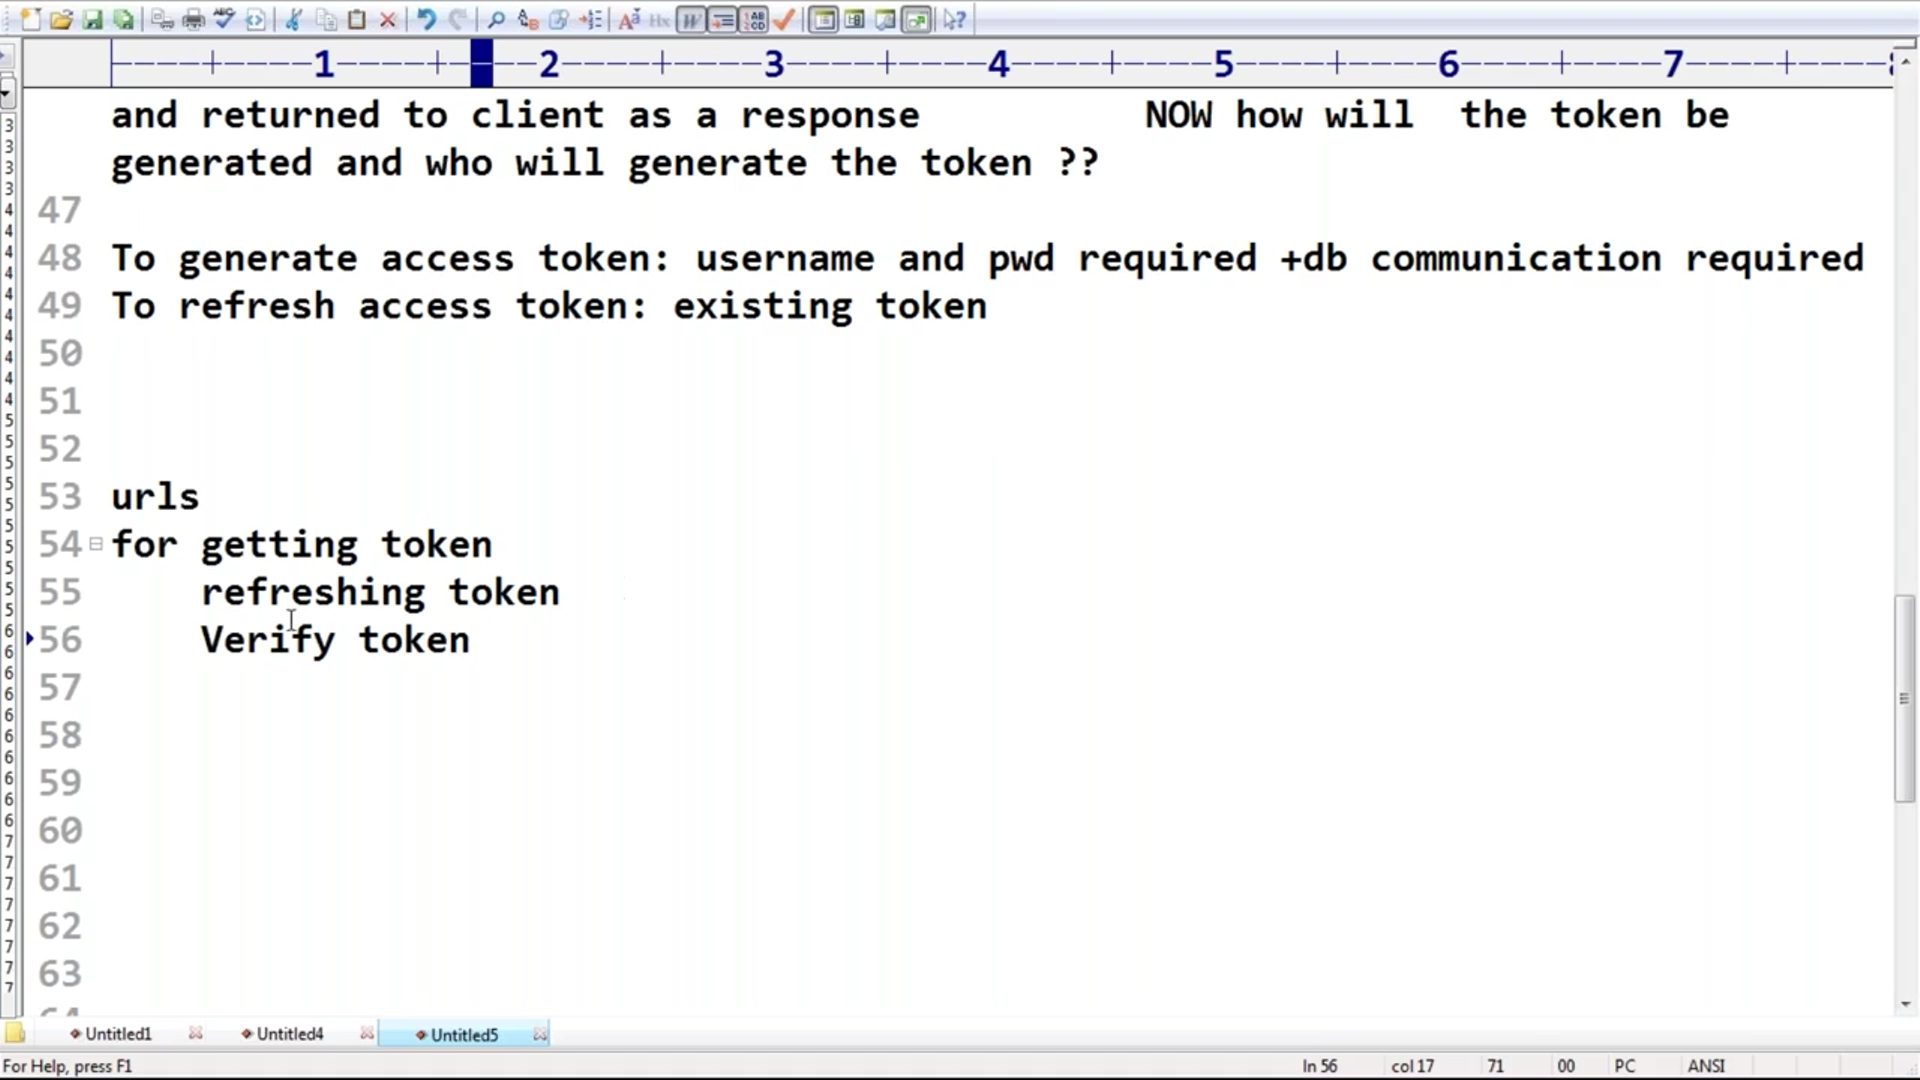 1 2 3 4 5 6 7
and returned to client as a response NOW how will the token be
generated and who will generate the token ??
47
48 To generate access token: username and pwd required +db communication required
49 To refresh access token: existing token
50
51
52
53 urls
54 for getting token
55 refreshing token
56 Verify token
57
58
59
60
61
62
63
Untitled1 Untitled4 Untitled5
For Help, press F1 ln 56 col 17 71 00 PC ANSI